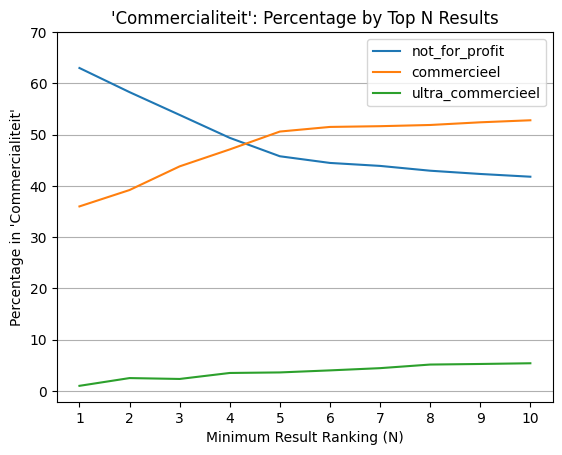 'Commercialiteit': Percentage by Top N Results
not_for_profit
commercieel
ultra_commercieel
Percentage in 'Commercialiteit'
70
60
50
40
30
20
10
0
1 2 3 4 5 6 7 8 9 10
Minimum Result Ranking (N)